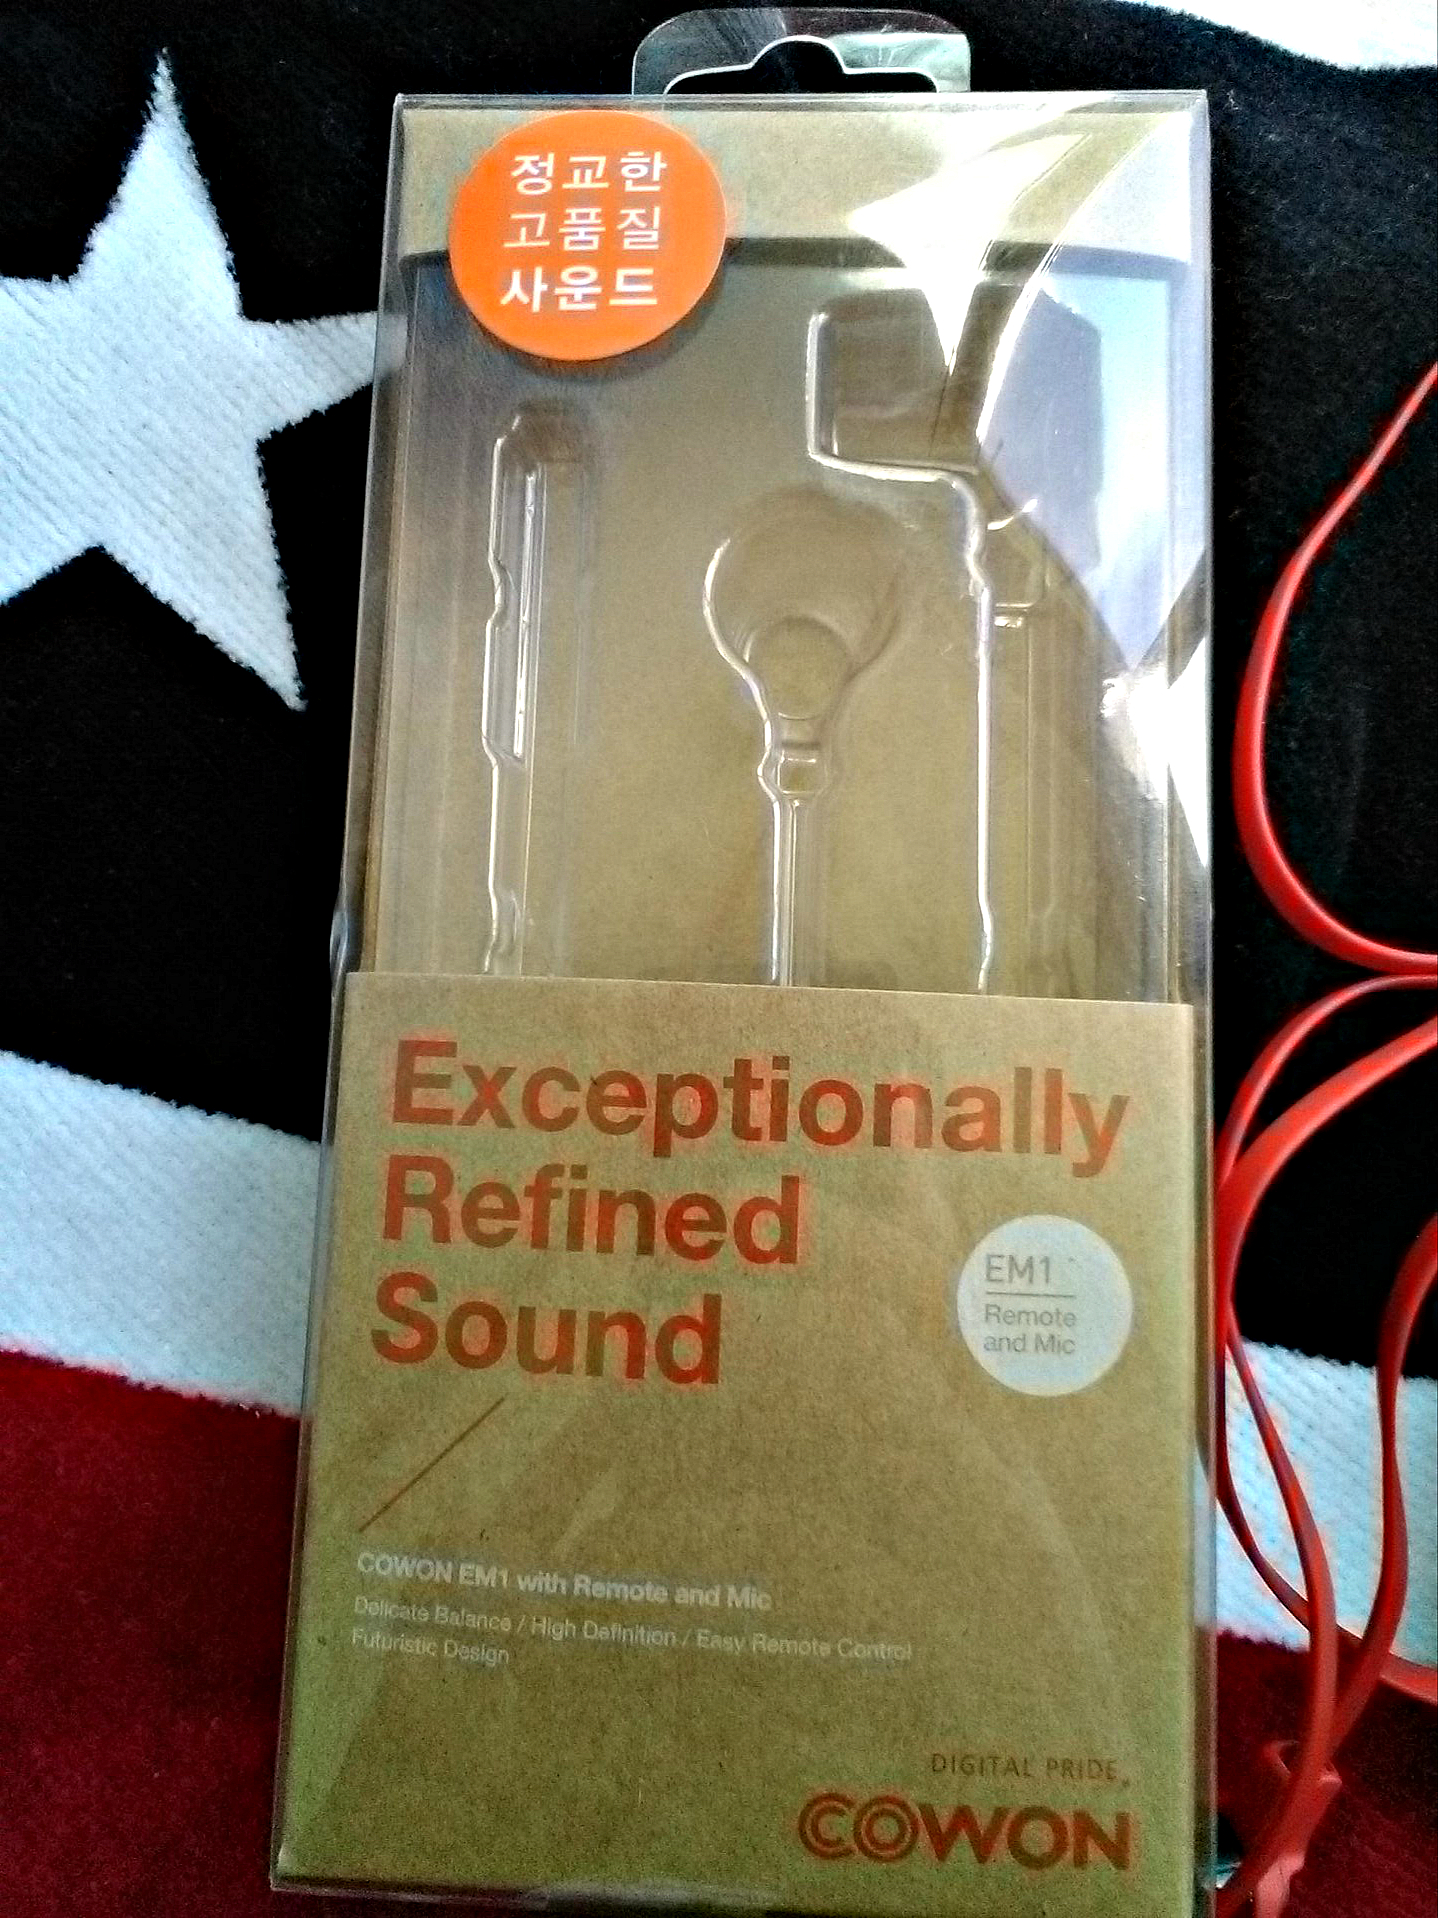 정교한
고품질
사운드
Exceptionally
Refined
Sound
EM1
Remote
and Mic
COWON EM1 with Remote and Mic
Delicate Balance / High Definition / Easy Remote Control
Futuristic Design
DIGITAL PRIDE.
COWON